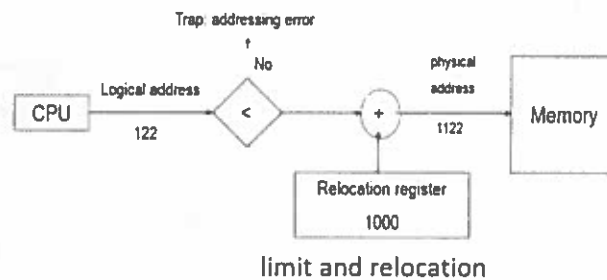 Trap: addressing error
No
Logical address
physical
address
CPU
<
+
Memory
122
1122
Relocation register
1000
limit and relocation